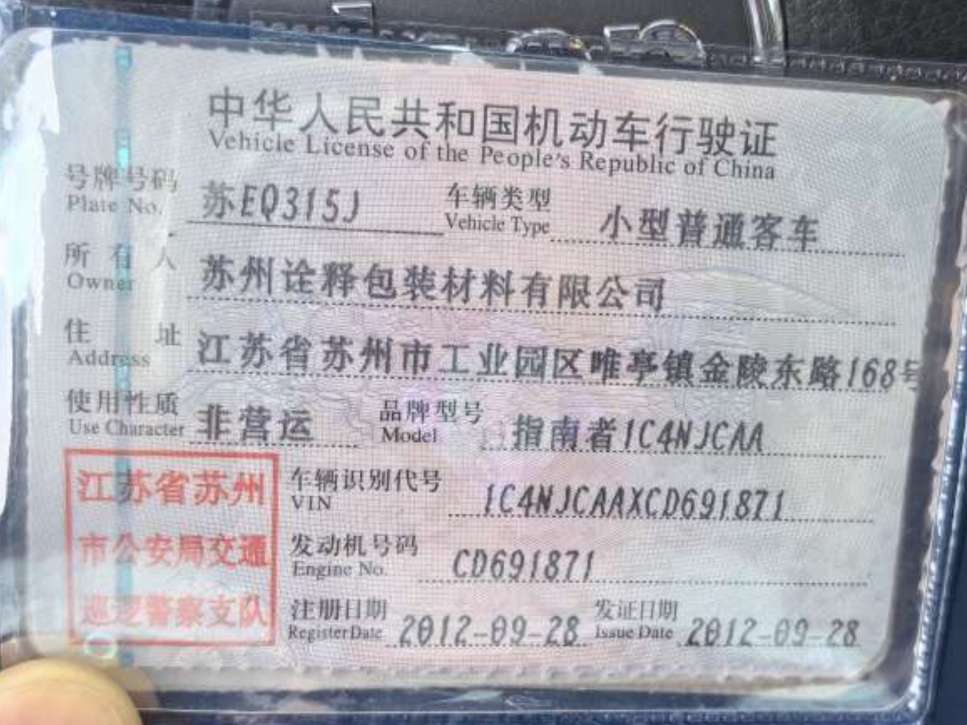 中华人民共和国机动车行驶证
Vehicle License of the People's Republic of China
号牌号码 苏EQ315J 车辆类型 小型普通客车
Plate No. Vehicle Type
所有人 苏州诠释包装材料有限公司
Owner
住址 江苏省苏州市工业园区唯亭镇金陵东路168号
Address
使用性质 非营运 品牌型号 指南者1C4NJCAA
Use Character Model
江苏省苏州
市公安局交通
巡逻警察支队
车辆识别代号 1C4NJCAAXCD691871
VIN
发动机号码 CD691871
Engine No.
注册日期 2012-09-28 发证日期 2012-09-28
Register Date Issue Date